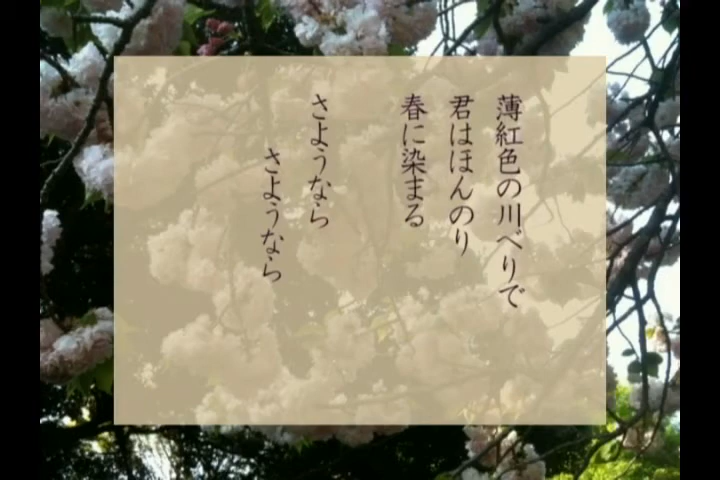 薄紅色の川べりで
君はほんのり
春に染まる
さようなら
さようなら